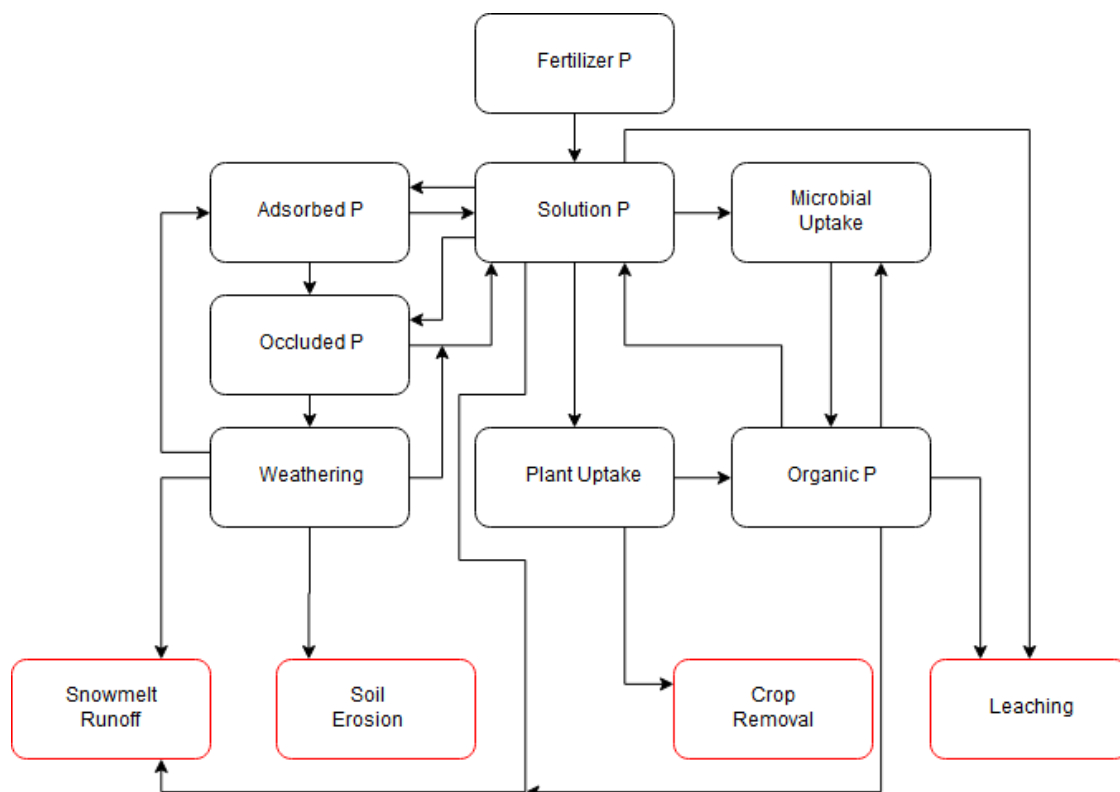 Fertilizer P
Adsorbed P
Solution P
Microbial
Uptake
Occluded P
Weathering
Plant Uptake
Organic P
Snowmelt
Runoff
Soil
Erosion
Crop
Removal
Leaching